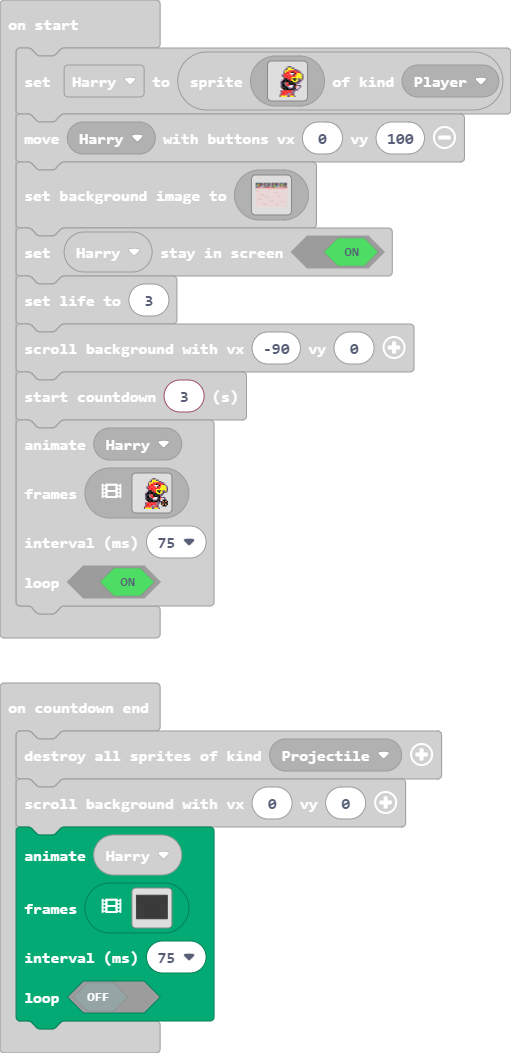 on start
set Harry to sprite of kind Player
move Harry with buttons vx 0 vy 100
set background image to
set Harry stay in screen ON
set life to 3
scroll background with vx -90 vy 0
start countdown 3 (s)
animate Harry
frames
interval (ms) 75
loop ON
on countdown end
destroy all sprites of kind Projectile
scroll background with vx 0 vy 0
animate Harry
frames
interval (ms) 75
loop OFF